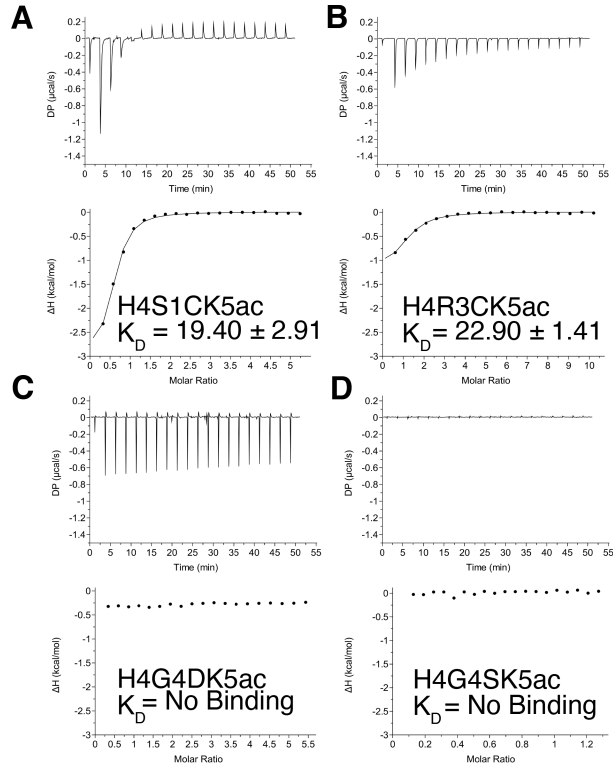 A
0.2
0
-0.2
-0.4
-0.6
-0.8
-1
-1.2
-1.4
DP (µcal/s)
0 5 10 15 20 25 30 35 40 45 50 55
Time (min)
0
-0.5
-1
-1.5
-2
-2.5
-3
ΔH (kcal/mol)
H4S1CK5ac
KD = 19.40 ± 2.91
0 0.5 1 1.5 2 2.5 3 3.5 4 4.5 5
Molar Ratio
B
0.2
0
-0.2
-0.4
-0.6
-0.8
-1
-1.2
-1.4
DP (µcal/s)
0 5 10 15 20 25 30 35 40 45 50 55
Time (min)
0
-0.5
-1
-1.5
-2
-2.5
-3
ΔH (kcal/mol)
H4R3CK5ac
KD = 22.90 ± 1.41
0 1 2 3 4 5 6 7 8 9 10
Molar Ratio
C
0.2
0
-0.2
-0.4
-0.6
-0.8
-1
-1.2
-1.4
DP (µcal/s)
0 5 10 15 20 25 30 35 40 45 50 55
Time (min)
0
-0.5
-1
-1.5
-2
-2.5
-3
ΔH (kcal/mol)
H4G4DK5ac
KD = No Binding
0 0.5 1 1.5 2 2.5 3 3.5 4 4.5 5 5.5
Molar Ratio
D
0.2
0
-0.2
-0.4
-0.6
-0.8
-1
-1.2
-1.4
DP (µcal/s)
0 5 10 15 20 25 30 35 40 45 50 55
Time (min)
0
-0.5
-1
-1.5
-2
-2.5
-3
ΔH (kcal/mol)
H4G4SK5ac
KD = No Binding
0 0.2 0.4 0.6 0.8 1 1.2
Molar Ratio